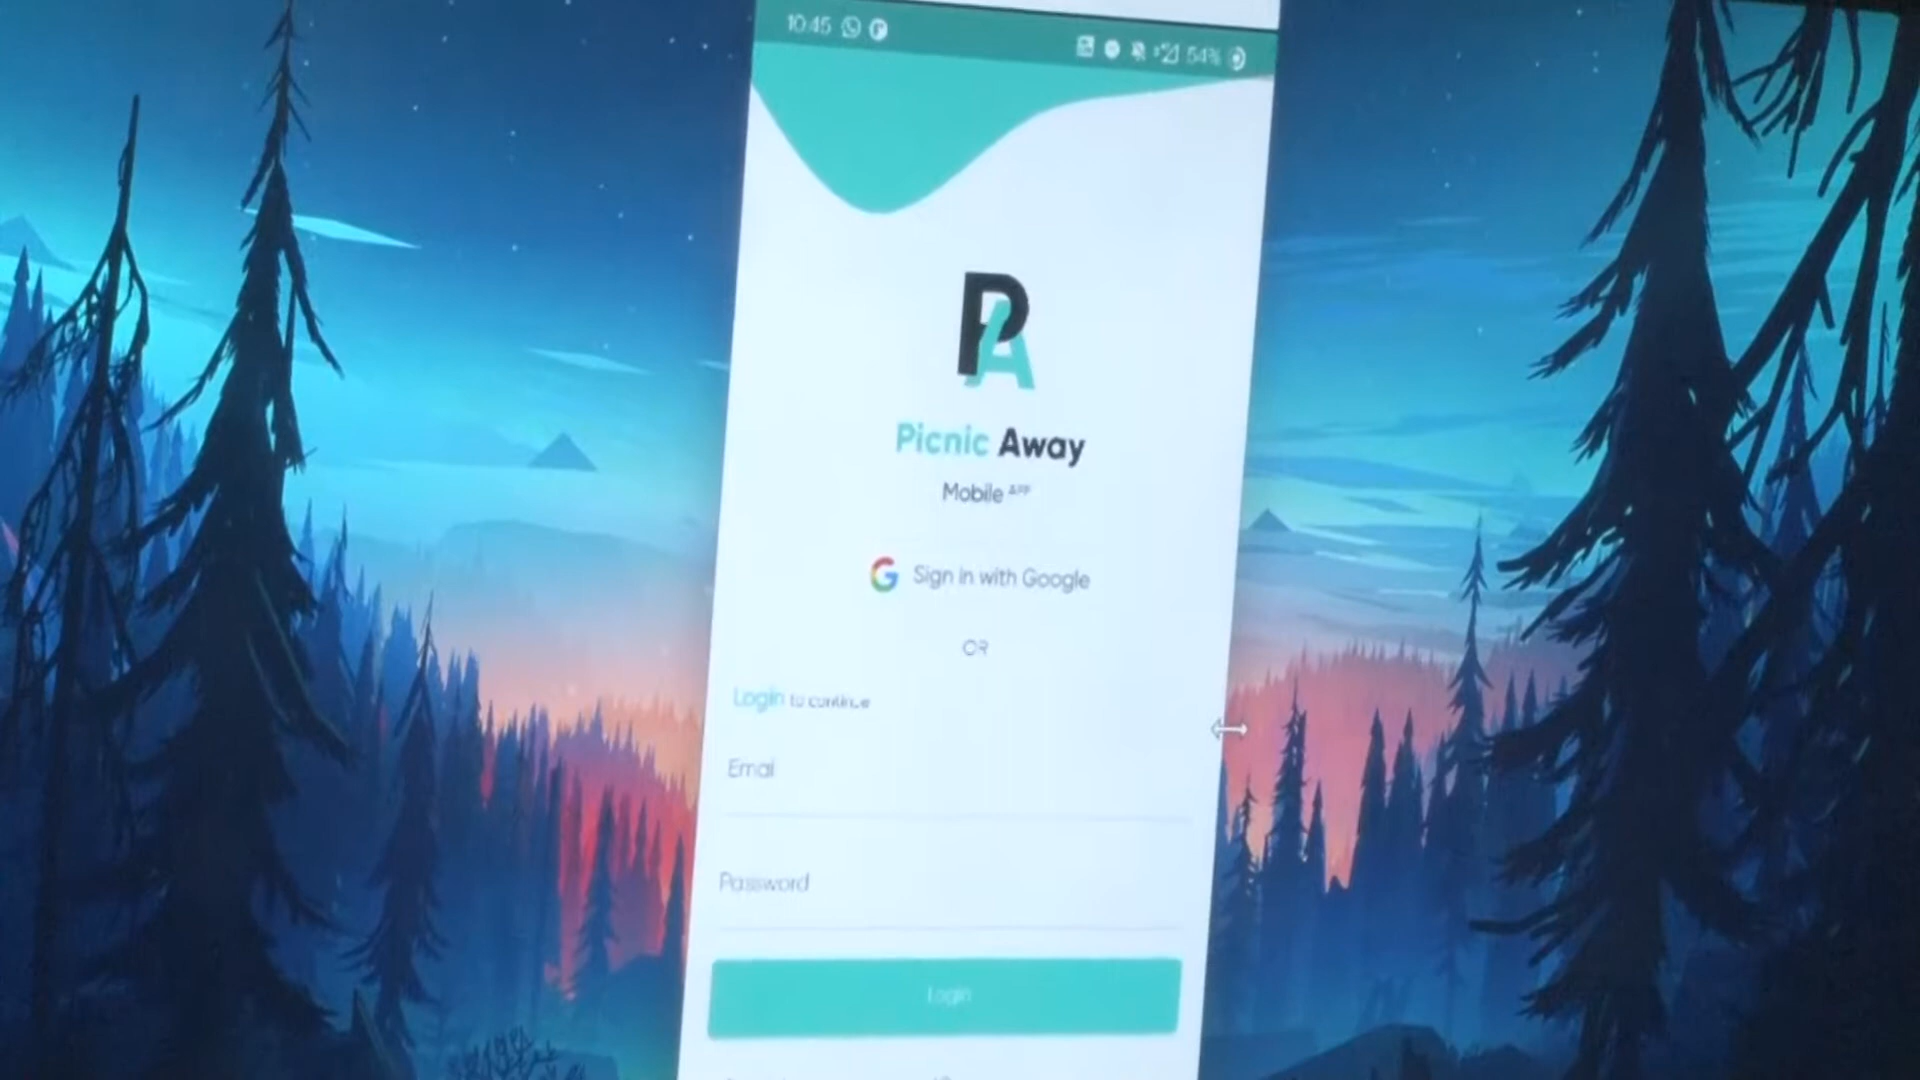 10:45
54%
PA
Picnic Away
Mobile APP
Sign in with Google
OR
Login to continue
Email
Password
Login